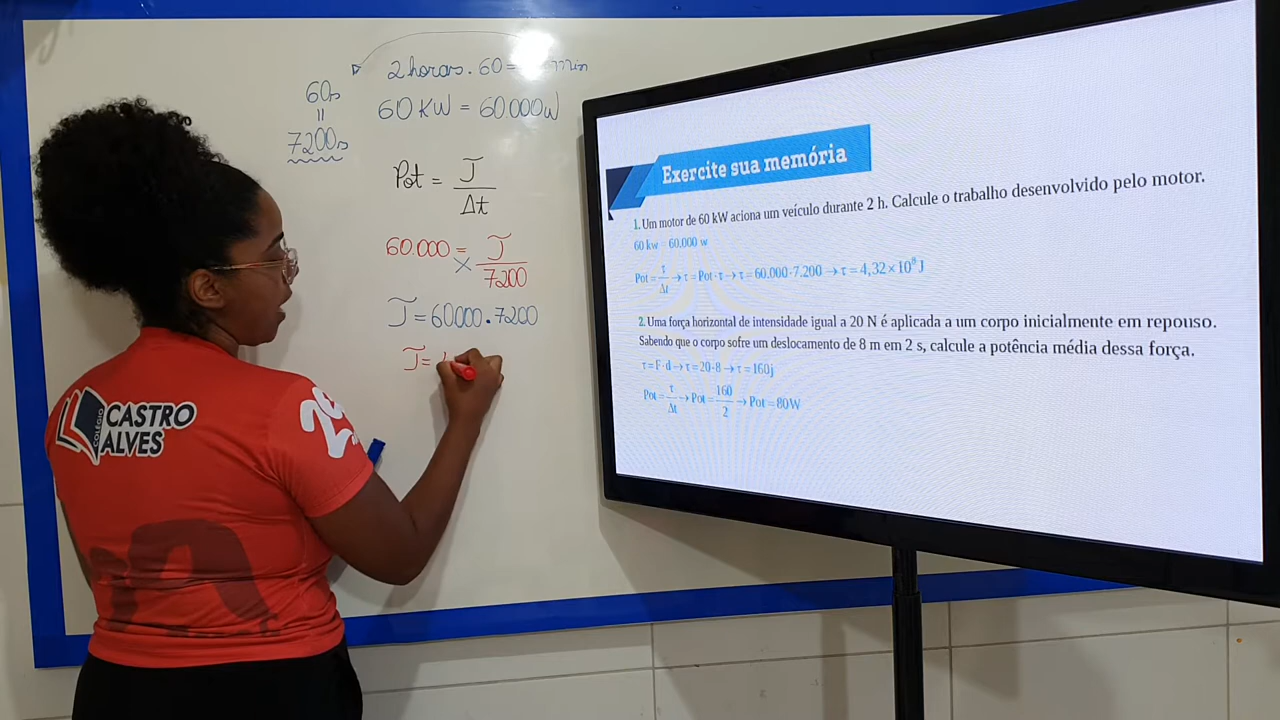 2 horas . 60 = min
60s
=
7200s
60 KW = 60.000W
Pot = J
Δt
60.000 = J
×
7200
J = 60000 . 7200
J =
COLÉGIO
CASTRO
ALVES
Exercite sua memória
1. Um motor de 60 kW aciona um veículo durante 2 h. Calcule o trabalho desenvolvido pelo motor.
60 kw = 60.000 w
Pot = τ/Δt → τ = Pot · τ → τ = 60.000 · 7.200 → τ = 4,32 × 10⁸ J
2. Uma força horizontal de intensidade igual a 20 N é aplicada a um corpo inicialmente em repouso.
Sabendo que o corpo sofre um deslocamento de 8 m em 2 s, calcule a potência média dessa força.
τ = F · d → τ = 20 · 8 → τ = 160j
Pot = τ/Δt → Pot = 160/2 → Pot = 80W